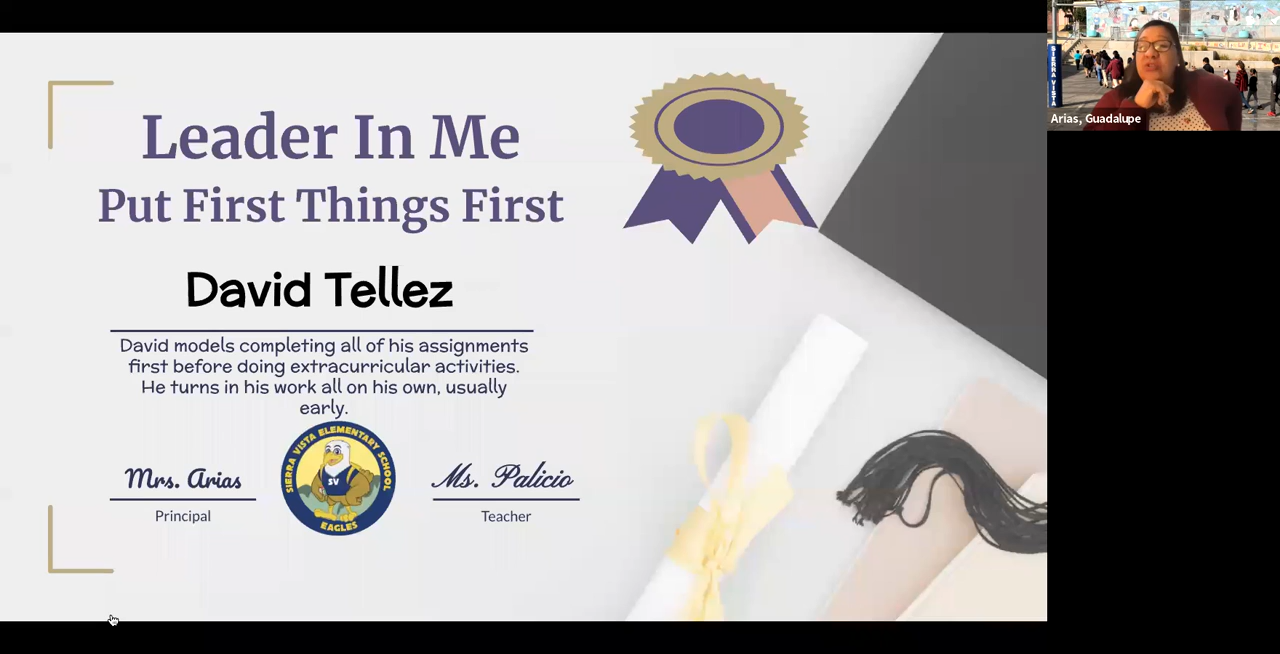 Leader In Me
Put First Things First
David Tellez
David models completing all of his assignments
first before doing extracurricular activities.
He turns in his work all on his own, usually
early.
Mrs. Arias
Principal
SIERRA VISTA ELEMENTARY SCHOOL
SV
EAGLES
Ms. Palicio
Teacher
SIERRA VISTA
Arias, Guadalupe